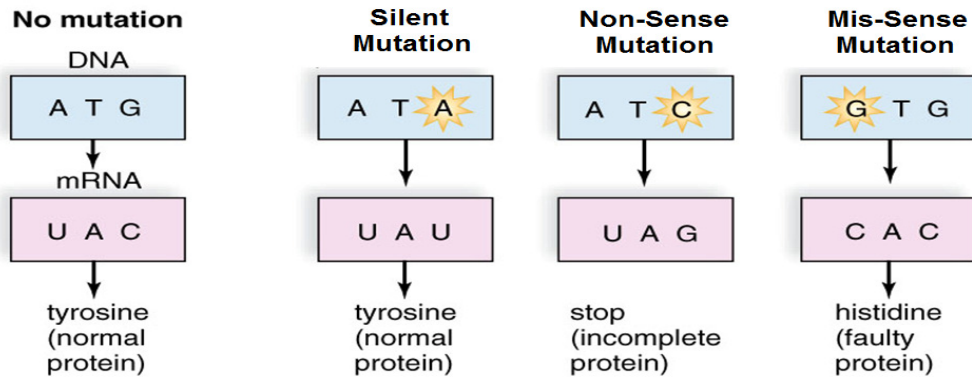 No mutation
DNA
A T G
mRNA
U A C
tyrosine
(normal
protein)
Silent
Mutation
A T A
U A U
tyrosine
(normal
protein)
Non-Sense
Mutation
A T C
U A G
stop
(incomplete
protein)
Mis-Sense
Mutation
G T G
C A C
histidine
(faulty
protein)